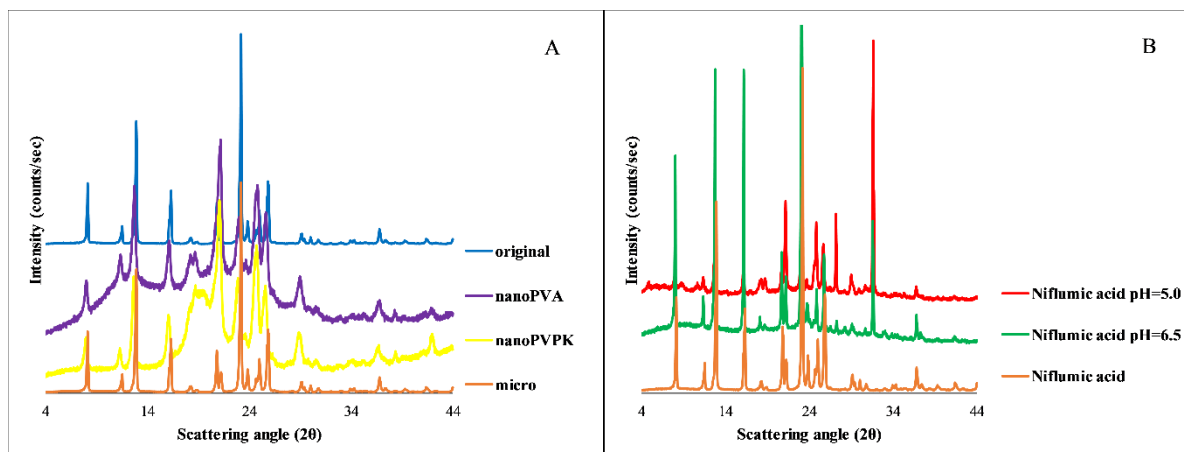 A
Intensity (counts/sec)
original
nanoPVA
nanoPVPK
micro
4 14 24 34 44
Scattering angle (2θ)
B
Intensity (counts/sec)
Niflumic acid pH=5.0
Niflumic acid pH=6.5
Niflumic acid
4 14 24 34 44
Scattering angle (2θ)